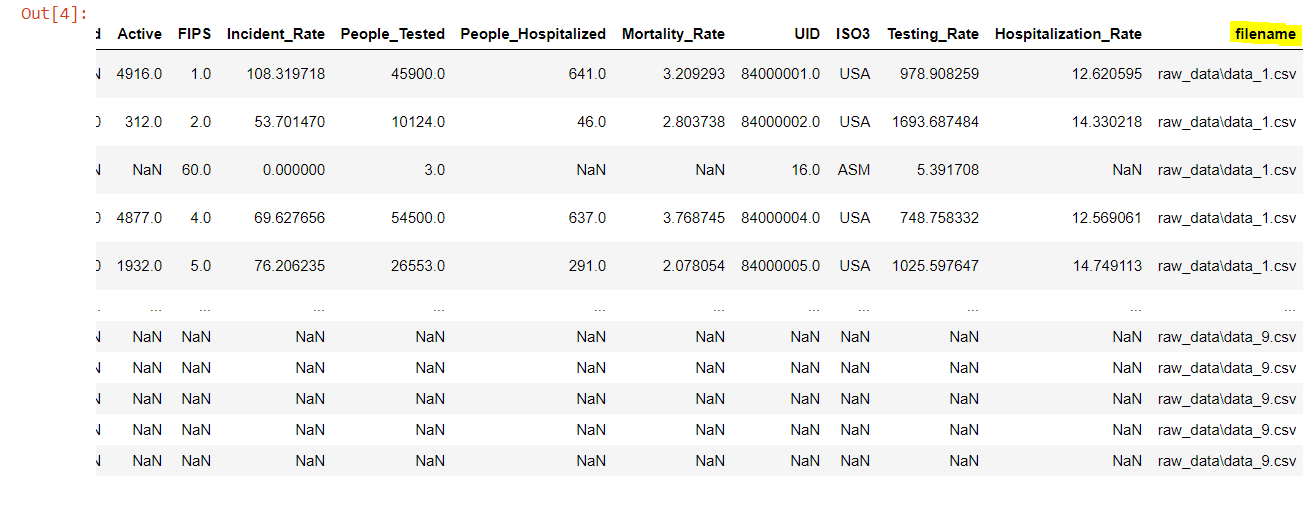 Out[4]:
d Active FIPS Incident_Rate People_Tested People_Hospitalized Mortality_Rate UID ISO3 Testing_Rate Hospitalization_Rate filename
N 4916.0 1.0 108.319718 45900.0 641.0 3.209293 84000001.0 USA 978.908259 12.620595 raw_data\data_1.csv
0 312.0 2.0 53.701470 10124.0 46.0 2.803738 84000002.0 USA 1693.687484 14.330218 raw_data\data_1.csv
N NaN 60.0 0.000000 3.0 NaN NaN 16.0 ASM 5.391708 NaN raw_data\data_1.csv
0 4877.0 4.0 69.627656 54500.0 637.0 3.768745 84000004.0 USA 748.758332 12.569061 raw_data\data_1.csv
0 1932.0 5.0 76.206235 26553.0 291.0 2.078054 84000005.0 USA 1025.597647 14.749113 raw_data\data_1.csv
. ... ... ... ... ... ... ... ... ... ... ...
N NaN NaN NaN NaN NaN NaN NaN NaN NaN NaN raw_data\data_9.csv
N NaN NaN NaN NaN NaN NaN NaN NaN NaN NaN raw_data\data_9.csv
N NaN NaN NaN NaN NaN NaN NaN NaN NaN NaN raw_data\data_9.csv
N NaN NaN NaN NaN NaN NaN NaN NaN NaN NaN raw_data\data_9.csv
N NaN NaN NaN NaN NaN NaN NaN NaN NaN NaN raw_data\data_9.csv